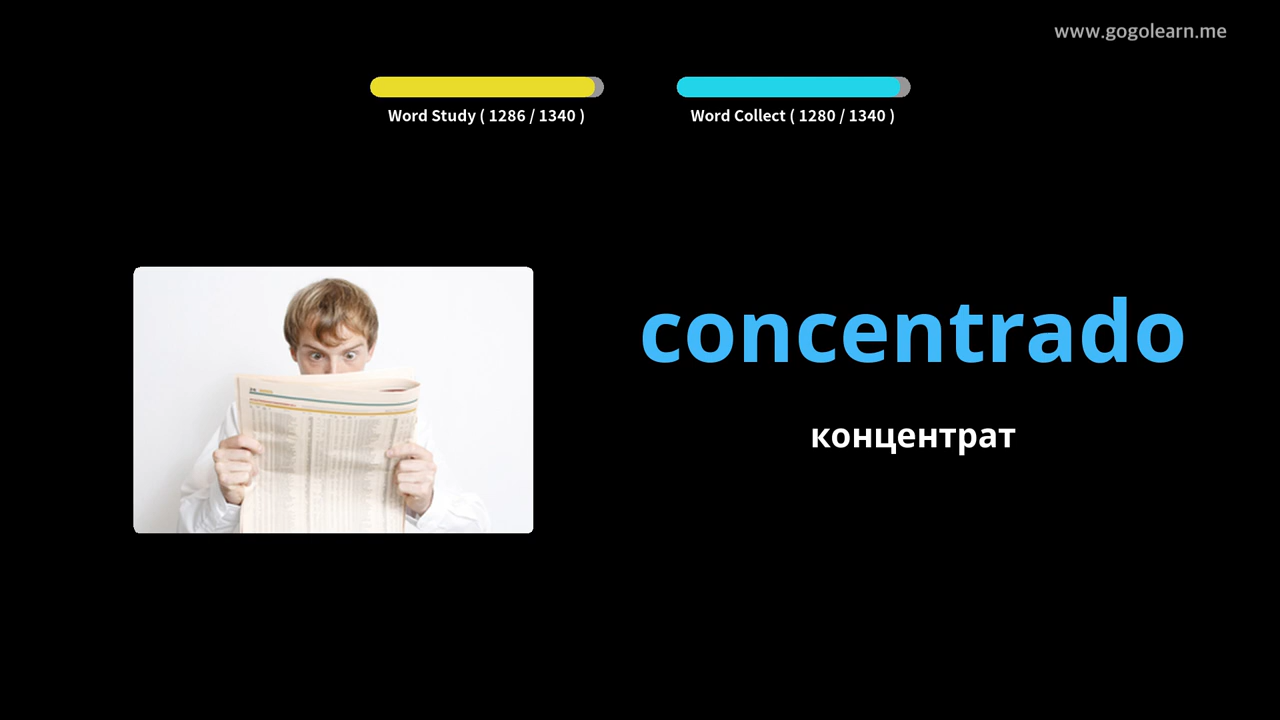 www.gogolearn.me
Word Study ( 1286 / 1340 )
Word Collect ( 1280 / 1340 )
concentrado
концентрат